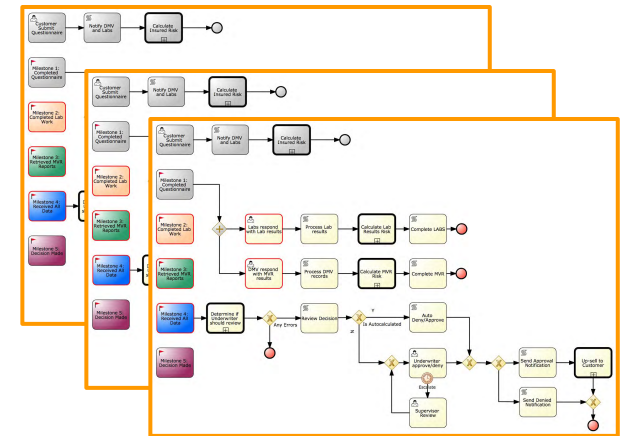 Customer
Submit
Questionnaire
Notify DMV
and Labs
Calculate
Insured Risk
Milestone 1:
Completed
Questionnaire
Milestone 2:
Completed Lab
Work
Milestone 3:
Retrieved MVR
Reports
Milestone 4:
Received All
Data
Milestone 5:
Decision Made
Customer
Submit
Questionnaire
Notify DMV
and Labs
Calculate
Insured Risk
Milestone 1:
Completed
Questionnaire
Milestone 2:
Completed Lab
Work
Milestone 3:
Retrieved MVR
Reports
Milestone 4:
Received All
Data
Milestone 5:
Decision Made
Customer
Submit
Questionnaire
Notify DMV
and Labs
Calculate
Insured Risk
Milestone 1:
Completed
Questionnaire
Milestone 2:
Completed Lab
Work
Labs respond
with Lab results
Process Lab
results
Calculate Lab
Results Risk
Complete LABS
Milestone 3:
Retrieved MVR
Reports
DMV respond
with MVR
results
Process DMV
records
Calculate MVR
Risk
Complete MVR
Milestone 4:
Received All
Data
Determine if
Underwriter
should review
Any Errors
Review Decision
Is Autocalculated
Auto
Deny/Approve
Milestone 5:
Decision Made
Underwriter
approve/deny
Escalate
Supervisor
Review
Send Approval
Notification
Up-sell to
Customer
Send Denied
Notification